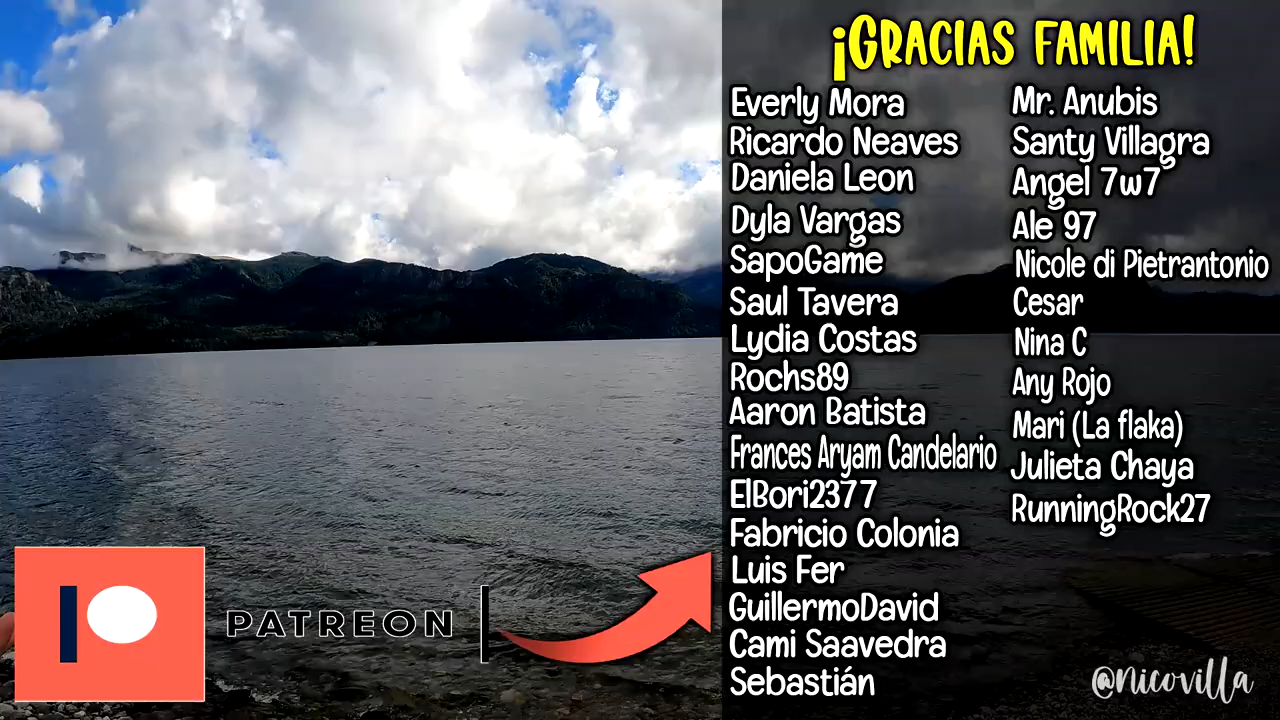 ¡GRACIAS FAMILIA!
Everly Mora
Ricardo Neaves
Daniela Leon
Dyla Vargas
SapoGame
Saul Tavera
Lydia Costas
Rochs89
Aaron Batista
Frances Aryam Candelario
ElBori2377
Fabricio Colonia
Luis Fer
GuillermoDavid
Cami Saavedra
Sebastián
Mr. Anubis
Santy Villagra
Angel 7w7
Ale 97
Nicole di Pietrantonio
Cesar
Nina C
Any Rojo
Mari (La flaka)
Julieta Chaya
RunningRock27
PATREON
@nicovilla